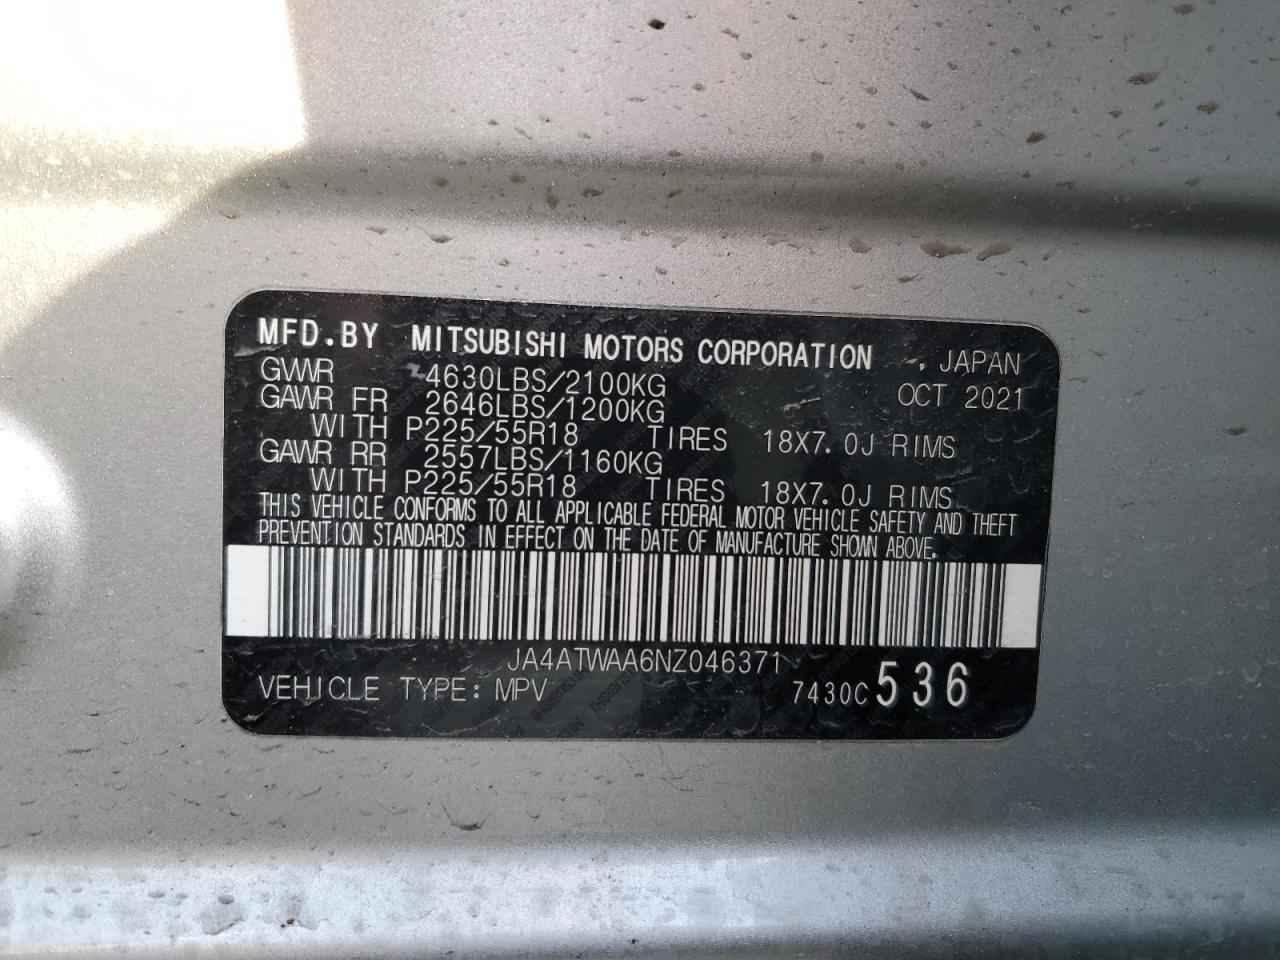 MFD.BY MITSUBISHI MOTORS CORPORATION , JAPAN
GVWR 4630LBS/2100KG OCT 2021
GAWR FR 2646LBS/1200KG
WITH P225/55R18 TIRES 18X7.0J RIMS
GAWR RR 2557LBS/1160KG
WITH P225/55R18 TIRES 18X7.0J RIMS
THIS VEHICLE CONFORMS TO ALL APPLICABLE FEDERAL MOTOR VEHICLE SAFETY AND THEFT
PREVENTION STANDARDS IN EFFECT ON THE DATE OF MANUFACTURE SHOWN ABOVE.
JA4ATWAA6NZ046371
VEHICLE TYPE: MPV 7430C 536